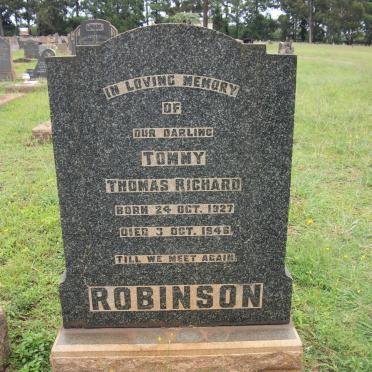 IN LOVING MEMORY
OF
OUR DARLING
TOMMY
THOMAS RICHARD
BORN 24 OCT. 1927
DIED 3 OCT. 1946
TILL WE MEET AGAIN
ROBINSON